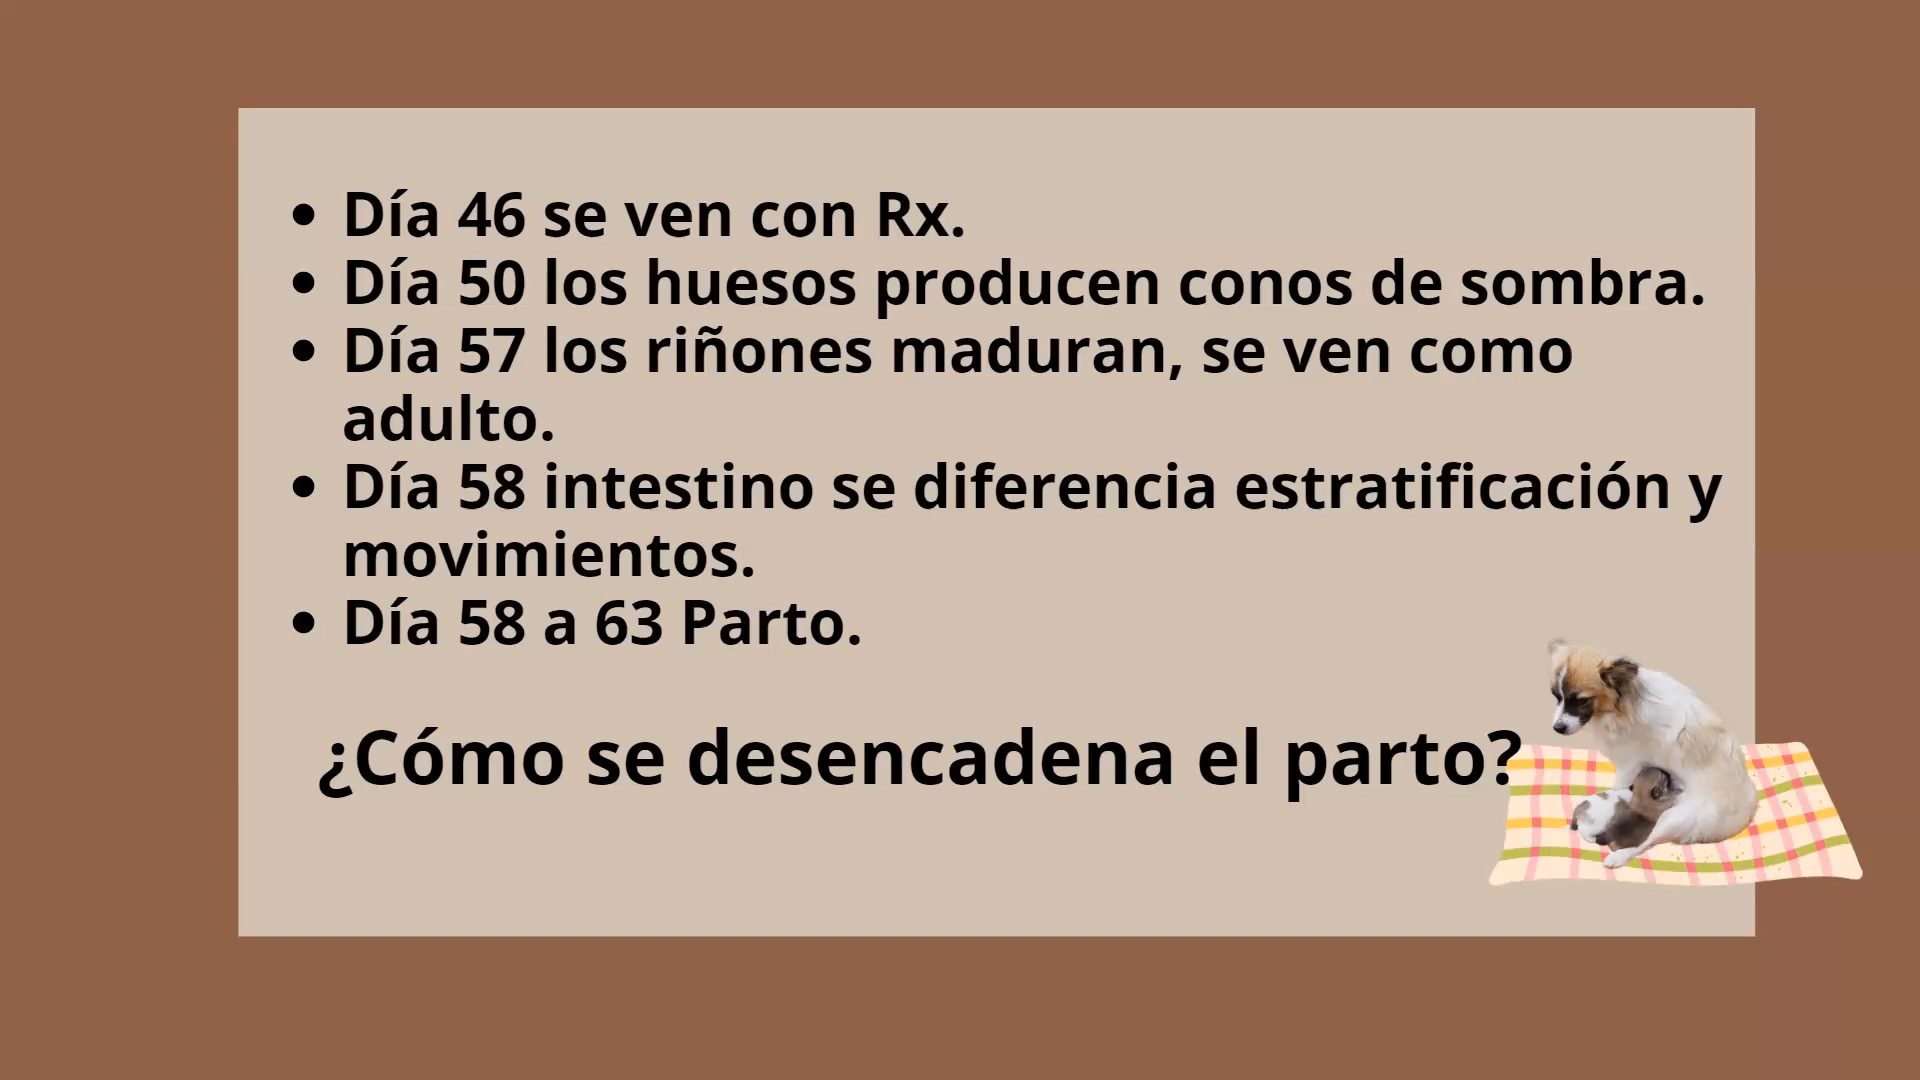 • Día 46 se ven con Rx.
• Día 50 los huesos producen conos de sombra.
• Día 57 los riñones maduran, se ven como
adulto.
• Día 58 intestino se diferencia estratificación y
movimientos.
• Día 58 a 63 Parto.
¿Cómo se desencadena el parto?